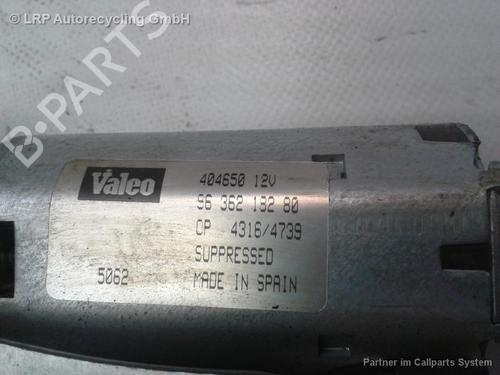 LRP Autorecycling GmbH
B-Parts
Valeo
404650 12V
96 362 132 80
CP 4316/4739
SUPPRESSED
5062 MADE IN SPAIN
Partner im Callparts System